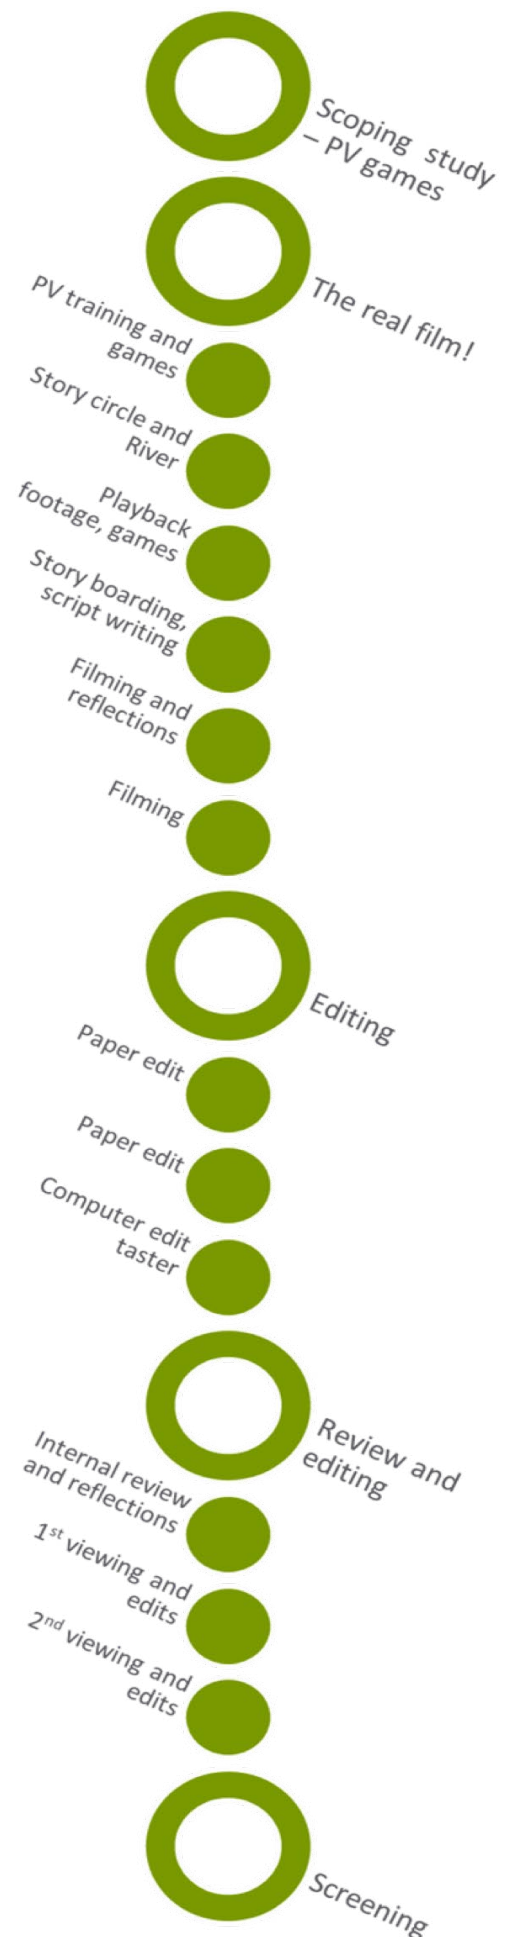 Scoping study
– PV games
The real film!
PV training and
games
Story circle and
River
Playback
footage, games
Story boarding,
script writing
Filming and
reflections
Filming
Editing
Paper edit
Paper edit
Computer edit
taster
Review and
editing
Internal review
and reflections
1st viewing and
edits
2nd viewing and
edits
Screening